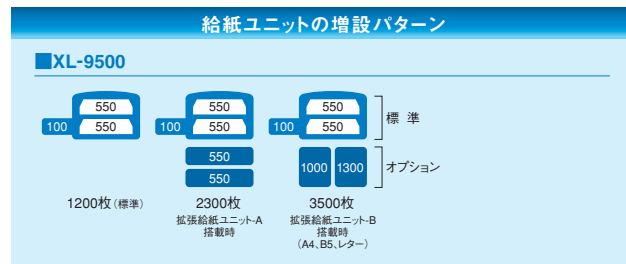 給紙ユニットの増設パターン
■XL-9500
550 550 550
100 550 100 550 100 550 標 準
550
550
1000 1300 オプション
1200枚(標準) 2300枚 3500枚
拡張給紙ユニット-A 拡張給紙ユニット-B
搭載時 搭載時
(A4、B5、レター)